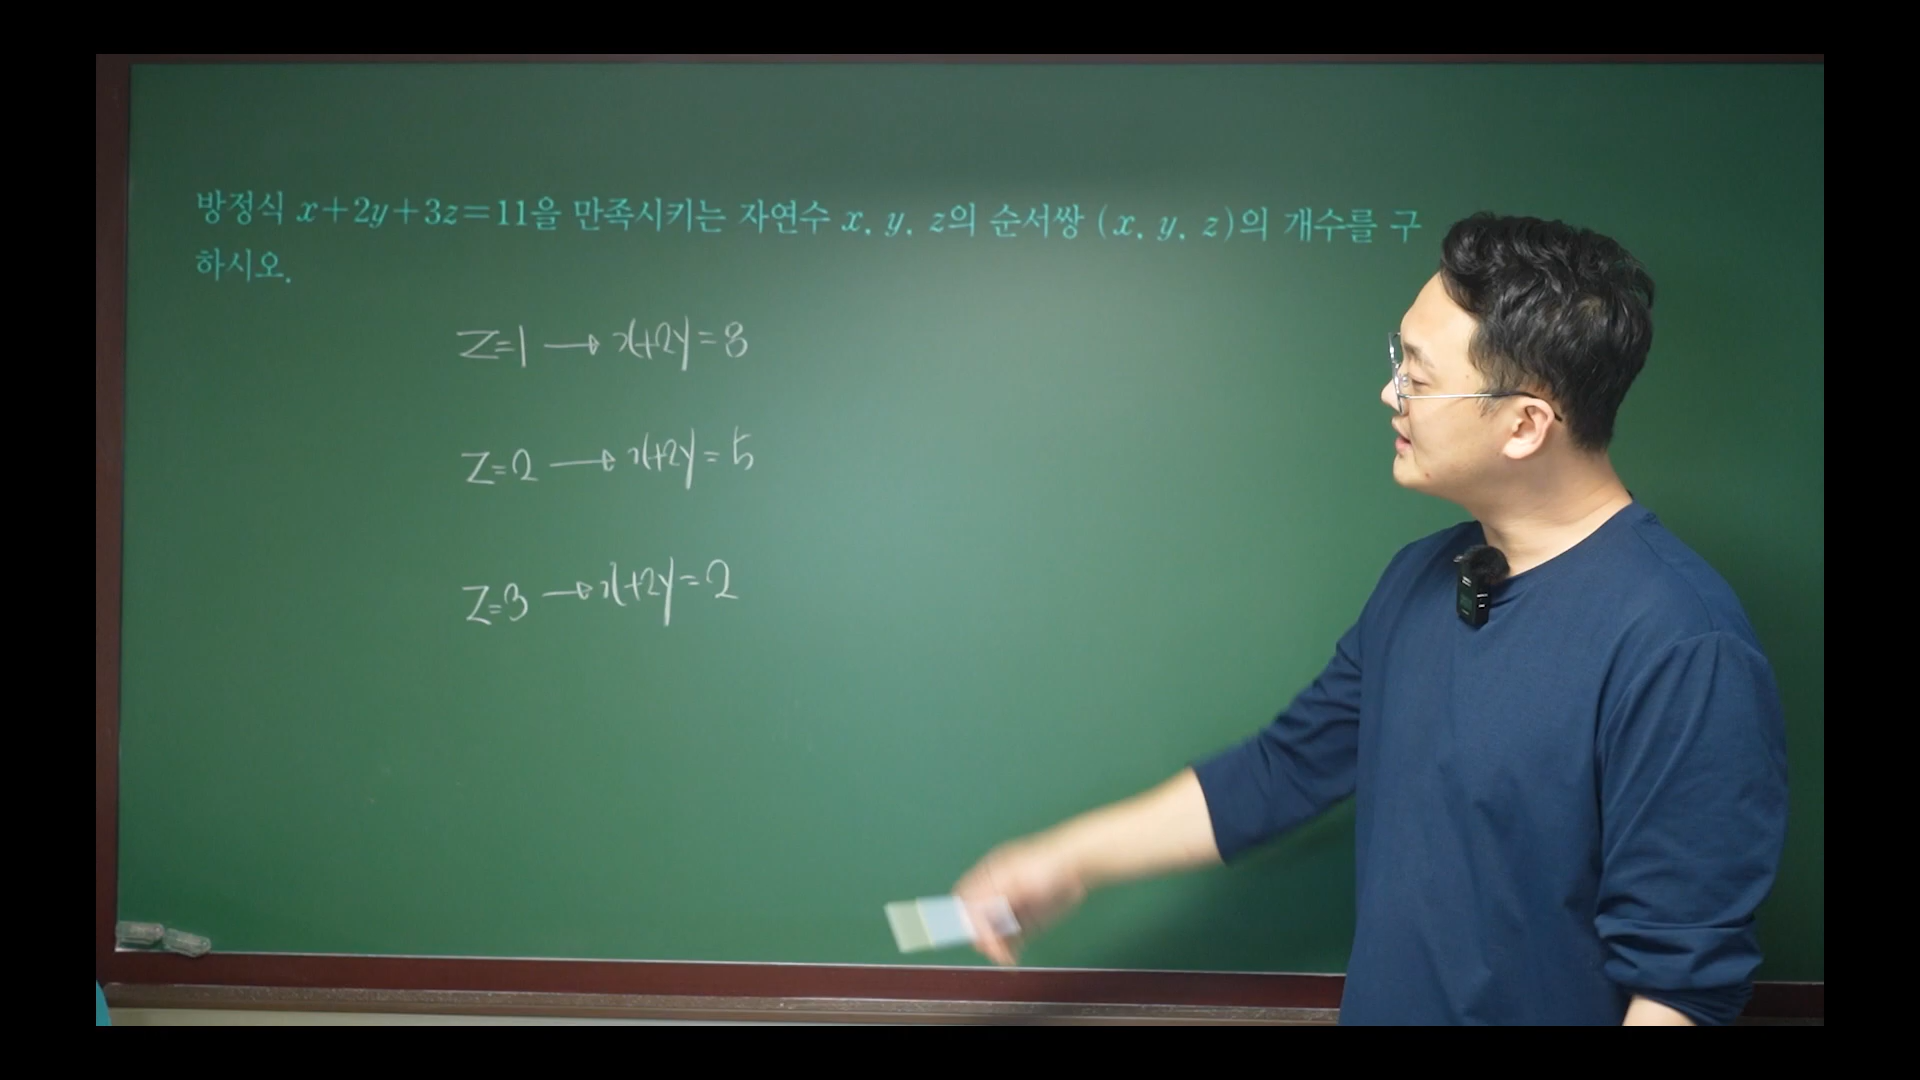 방정식 x+2y+3z=11을 만족시키는 자연수 x, y, z의 순서쌍 (x, y, z)의 개수를 구
하시오.
z=1 → x+2y=8
z=2 → x+2y=5
z=3 → x+2y=2